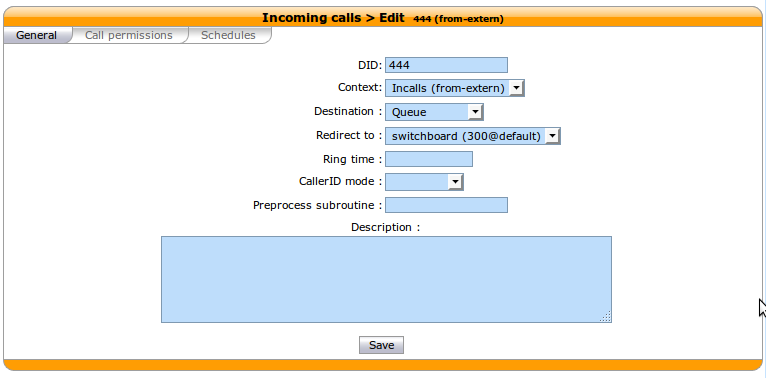 Incoming calls > Edit 444 (from-extern)
General Call permissions Schedules
DID: 444
Context: Incalls (from-extern)
Destination : Queue
Redirect to : switchboard (300@default)
Ring time :
CallerID mode :
Preprocess subroutine :
Description :
Save